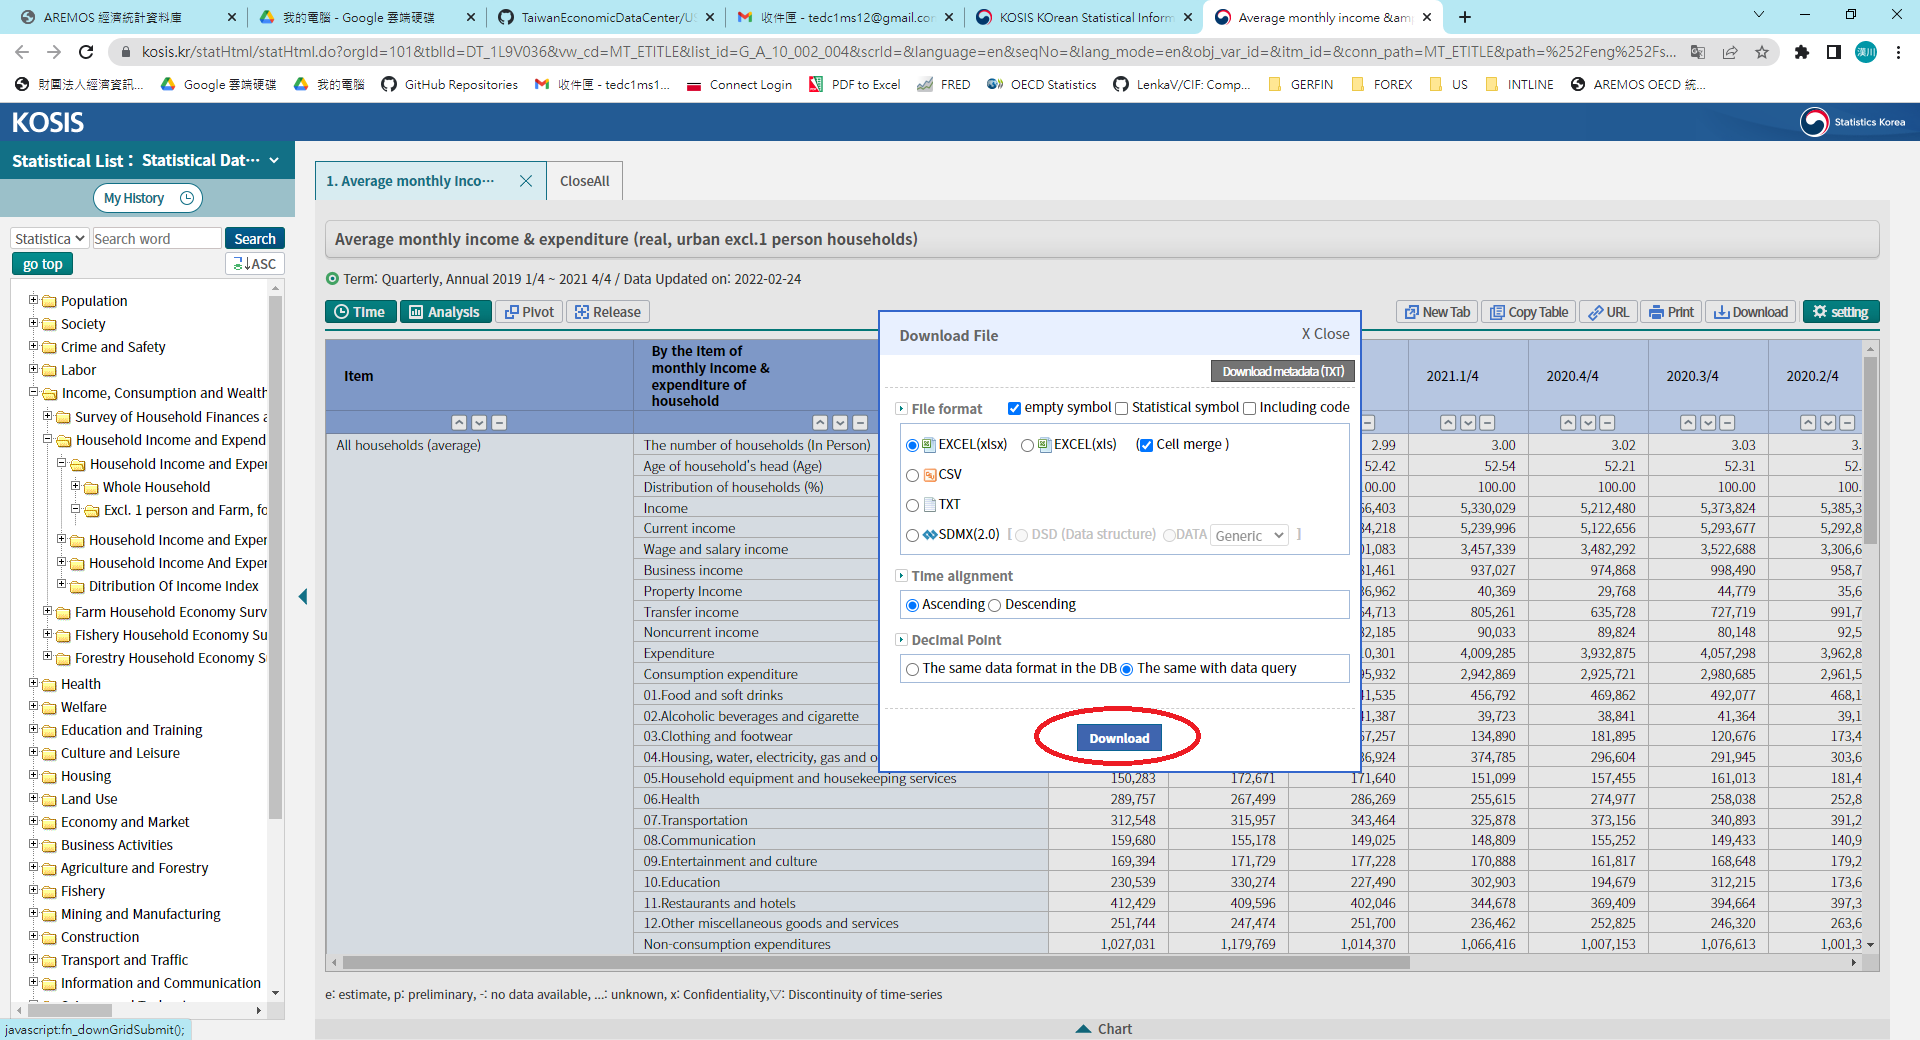 AREMOS 經濟統計資料庫
我的電腦 - Google 雲端硬碟
TaiwanEconomicDataCenter/US
收件匣 - tedc1ms12@gmail.co
KOSIS KOrean Statistical Inform
Average monthly income &am
kosis.kr/statHtml/statHtml.do?orgId=101&tblId=DT_1L9V036&vw_cd=MT_ETITLE&list_id=G_A_10_002_004&scrId=&language=en&seqNo=&lang_mode=en&obj_var_id=&itm_id=&conn_path=MT_ETITLE&path=%252Feng%252Fs...
財團法人經濟資訊...
Google 雲端硬碟
我的電腦
GitHub Repositories
收件匣 - tedc1ms1...
Connect Login
PDF to Excel
FRED
OECD Statistics
LenkaV/CIF: Comp...
GERFIN
FOREX
US
INTLINE
AREMOS OECD 統...
KOSIS
Statistics Korea
Statistical List : Statistical Dat···
My History
1. Average monthly inco···
CloseAll
Statistica
Search word
Search
go top
ASC
Population
Society
Crime and Safety
Labor
Income, Consumption and Wealth
Survey of Household Finances a
Household Income and Expend
Household Income and Exper
Whole Household
Excl. 1 person and Farm, fo
Household Income and Exper
Household Income And Exper
Ditribution Of Income Index
Farm Household Economy Surv
Fishery Household Economy Su
Forestry Household Economy S
Health
Welfare
Education and Training
Culture and Leisure
Housing
Land Use
Economy and Market
Business Activities
Agriculture and Forestry
Fishery
Mining and Manufacturing
Construction
Transport and Traffic
Information and Communication
javascript:fn_downGridSubmit();
Average monthly income & expenditure (real, urban excl.1 person households)
Term: Quarterly, Annual 2019 1/4 ~ 2021 4/4 / Data Updated on: 2022-02-24
Time
Analysis
Pivot
Release
New Tab
Copy Table
URL
Print
Download
setting
Item
By the item of
monthly income &
expenditure of
household
2021.1/4 2020.4/4 2020.3/4 2020.2/4
All households (average)
The number of households (In Person) 2.99 3.00 3.02 3.03 3.
Age of household's head (Age) 52.42 52.54 52.21 52.31 52.
Distribution of households (%) 00.00 100.00 100.00 100.00 100.
Income 66,403 5,330,029 5,212,480 5,373,824 5,385,3
Current income 34,218 5,239,996 5,122,656 5,293,677 5,292,8
Wage and salary income 01,083 3,457,339 3,482,292 3,522,688 3,306,6
Business income 31,461 937,027 974,868 998,490 958,7
Property Income 36,962 40,369 29,768 44,779 35,6
Transfer income 64,713 805,261 635,728 727,719 991,7
Noncurrent income 32,185 90,033 89,824 80,148 92,5
Expenditure 0,301 4,009,285 3,932,875 4,057,298 3,962,8
Consumption expenditure 95,932 2,942,869 2,925,721 2,980,685 2,961,5
01.Food and soft drinks 41,535 456,792 469,862 492,077 468,1
02.Alcoholic beverages and cigarette 41,387 39,723 38,841 41,364 39,1
03.Clothing and footwear 57,257 134,890 181,895 120,676 173,4
04.Housing, water, electricity, gas and o 36,924 374,785 296,604 291,945 303,6
05.Household equipment and housekeeping services 150,283 172,671 171,640 151,099 157,455 161,013 181,4
06.Health 289,757 267,499 286,269 255,615 274,977 258,038 252,8
07.Transportation 312,548 315,957 343,464 325,878 373,156 340,893 391,2
08.Communication 159,680 155,178 149,025 148,809 155,252 149,433 140,9
09.Entertainment and culture 169,394 171,729 177,228 170,888 161,817 168,648 179,2
10.Education 230,539 330,274 227,490 302,903 194,679 312,215 173,6
11.Restaurants and hotels 412,429 409,596 402,046 344,678 369,409 394,664 397,3
12.Other miscellaneous goods and services 251,744 247,474 251,700 236,462 252,825 246,320 263,6
Non-consumption expenditures 1,027,031 1,179,769 1,014,370 1,066,416 1,007,153 1,076,613 1,001,3
e: estimate, p: preliminary, -: no data available, ...: unknown, x: Confidentiality,▽: Discontinuity of time-series
Chart
Download File
X Close
Download metadata (TXT)
File format
empty symbol Statistical symbol Including code
EXCEL(xlsx) EXCEL(xls) ( Cell merge )
CSV
TXT
SDMX(2.0) [ DSD (Data structure) DATA Generic ]
Time alignment
Ascending Descending
Decimal Point
The same data format in the DB The same with data query
Download